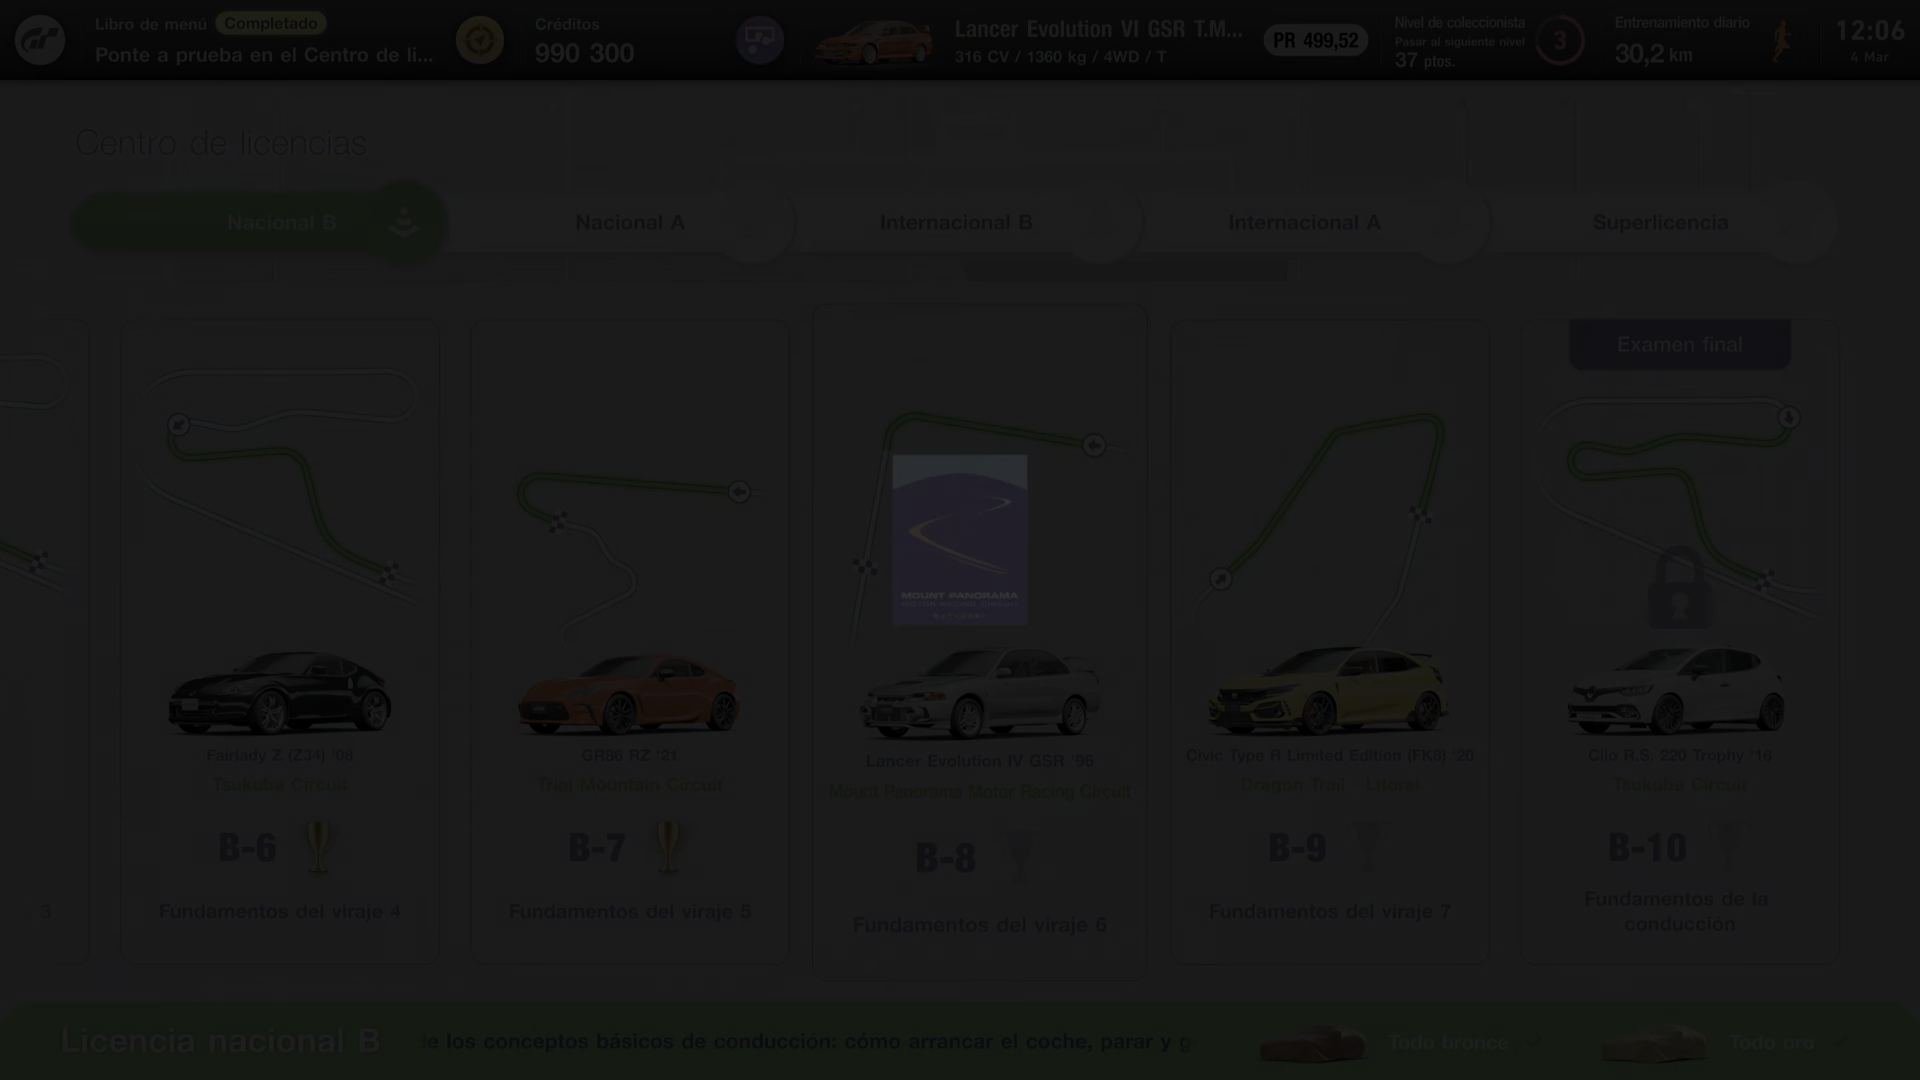 Libro de menú Completado
Ponte a prueba en el Centro de li...
Créditos
990 300
Lancer Evolution VI GSR T.M...
316 CV / 1360 kg / 4WD / T
PR 499,52
Nivel de coleccionista
Pasar al siguiente nivel
37 ptos.
3
Entrenamiento diario
30,2 km
12:06
4 Mar
Centro de licencias
Nacional B
Nacional A
Internacional B
Internacional A
Superlicencia
3
Fairlady Z (Z34) '08
Tsukuba Circuit
B-6
Fundamentos del viraje 4
GR86 RZ '21
Trial Mountain Circuit
B-7
Fundamentos del viraje 5
MOUNT PANORAMA
MOTOR RACING CIRCUIT
BATHURST
Lancer Evolution IV GSR '96
Mount Panorama Motor Racing Circuit
B-8
Fundamentos del viraje 6
Civic Type R Limited Edition (FK8) '20
Dragon Trail - Litoral
B-9
Fundamentos del viraje 7
Examen final
Clio R.S. 220 Trophy '16
Tsukuba Circuit
B-10
Fundamentos de la
conducción
Licencia nacional B
de los conceptos básicos de conducción: cómo arrancar el coche, parar y g
Todo bronce
Todo oro